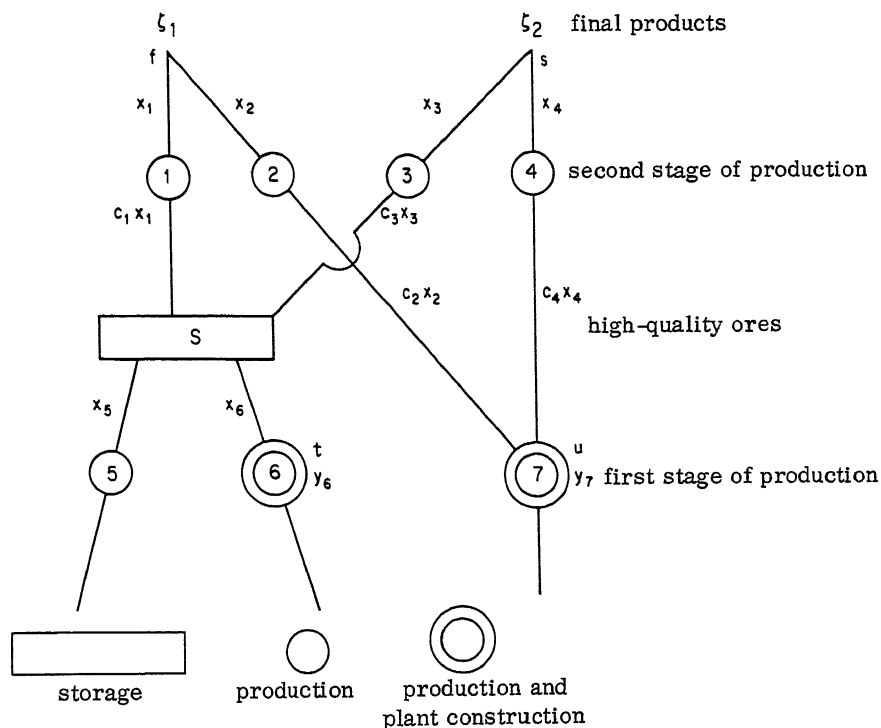 ζ₁ ζ₂ final products
f s
x₁ x₂ x₃ x₄
1 2 3 4 second stage of production
c₁x₁ c₃x₃
c₂x₂ c₄x₄
high-quality ores
S
x₅ x₆
t u
5 6 y₆ 7 y₇ first stage of production
storage production production and
plant construction